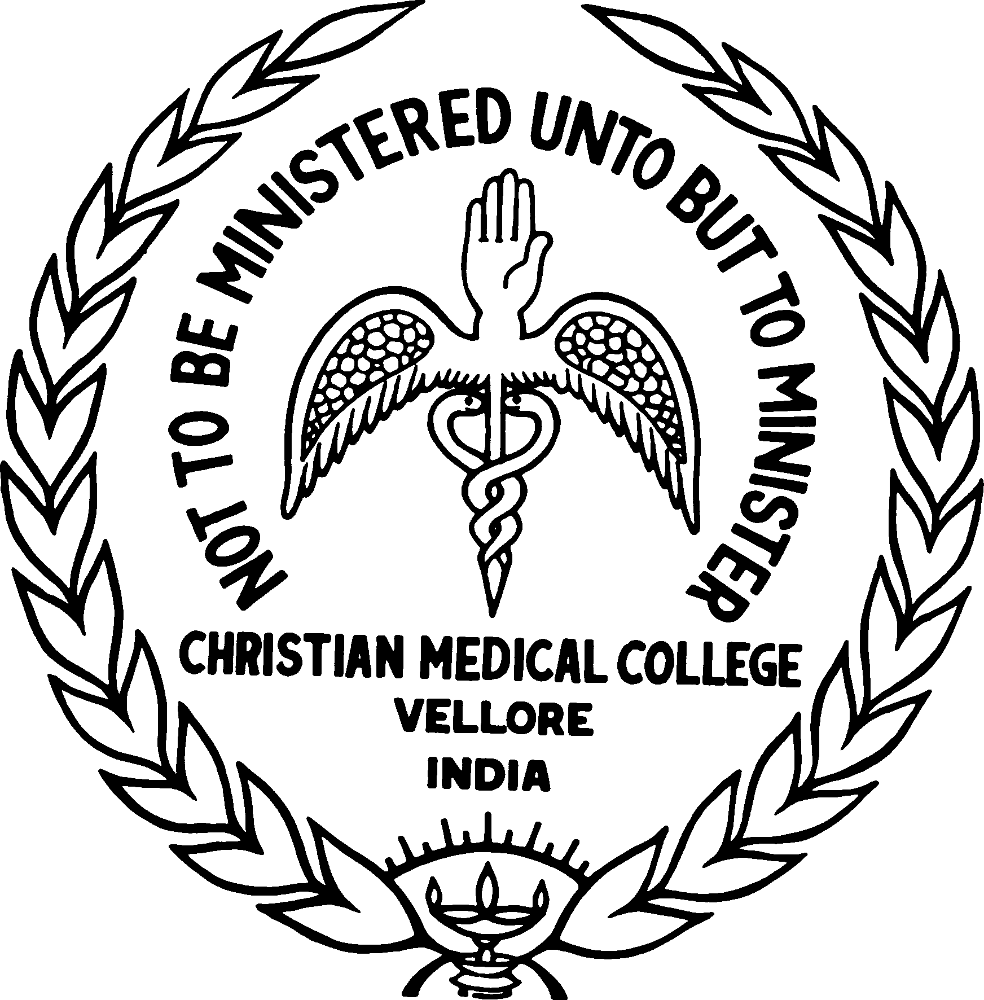 NOT TO BE MINISTERED UNTO BUT TO MINISTER
CHRISTIAN MEDICAL COLLEGE
VELLORE
INDIA